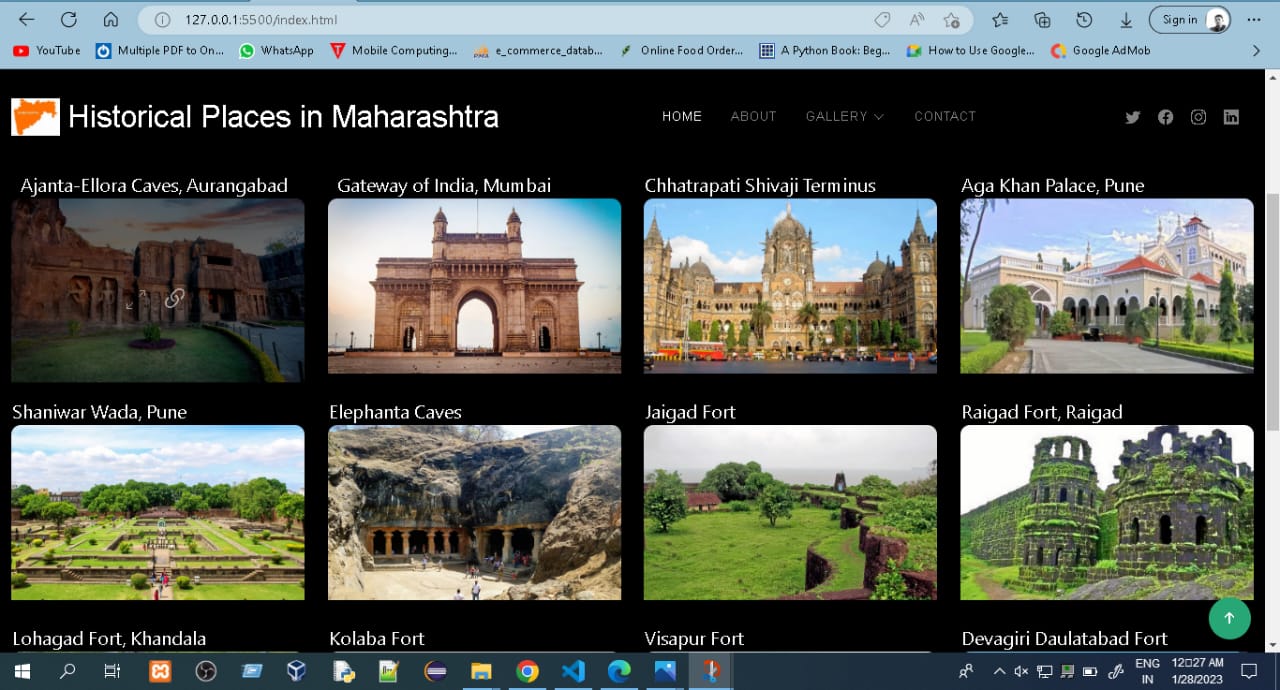 127.0.0.1:5500/index.html
Sign in
YouTube
Multiple PDF to On...
WhatsApp
Mobile Computing...
e_commerce_datab...
Online Food Order...
A Python Book: Beg...
How to Use Google...
Google AdMob
Historical Places in Maharashtra
HOME
ABOUT
GALLERY
CONTACT
Ajanta-Ellora Caves, Aurangabad
Gateway of India, Mumbai
Chhatrapati Shivaji Terminus
Aga Khan Palace, Pune
Shaniwar Wada, Pune
Elephanta Caves
Jaigad Fort
Raigad Fort, Raigad
Lohagad Fort, Khandala
Kolaba Fort
Visapur Fort
Devagiri Daulatabad Fort
ENG
IN
12▯27 AM
1/28/2023